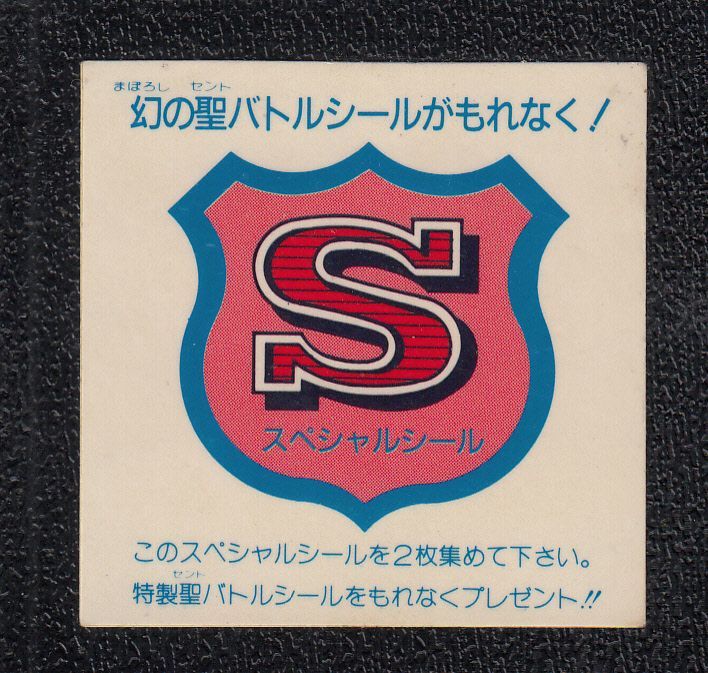 まぼろし セント
幻の聖バトルシールがもれなく!
S
スペシャルシール
このスペシャルシールを2枚集めて下さい。
セント
特製聖バトルシールをもれなくプレゼント!!